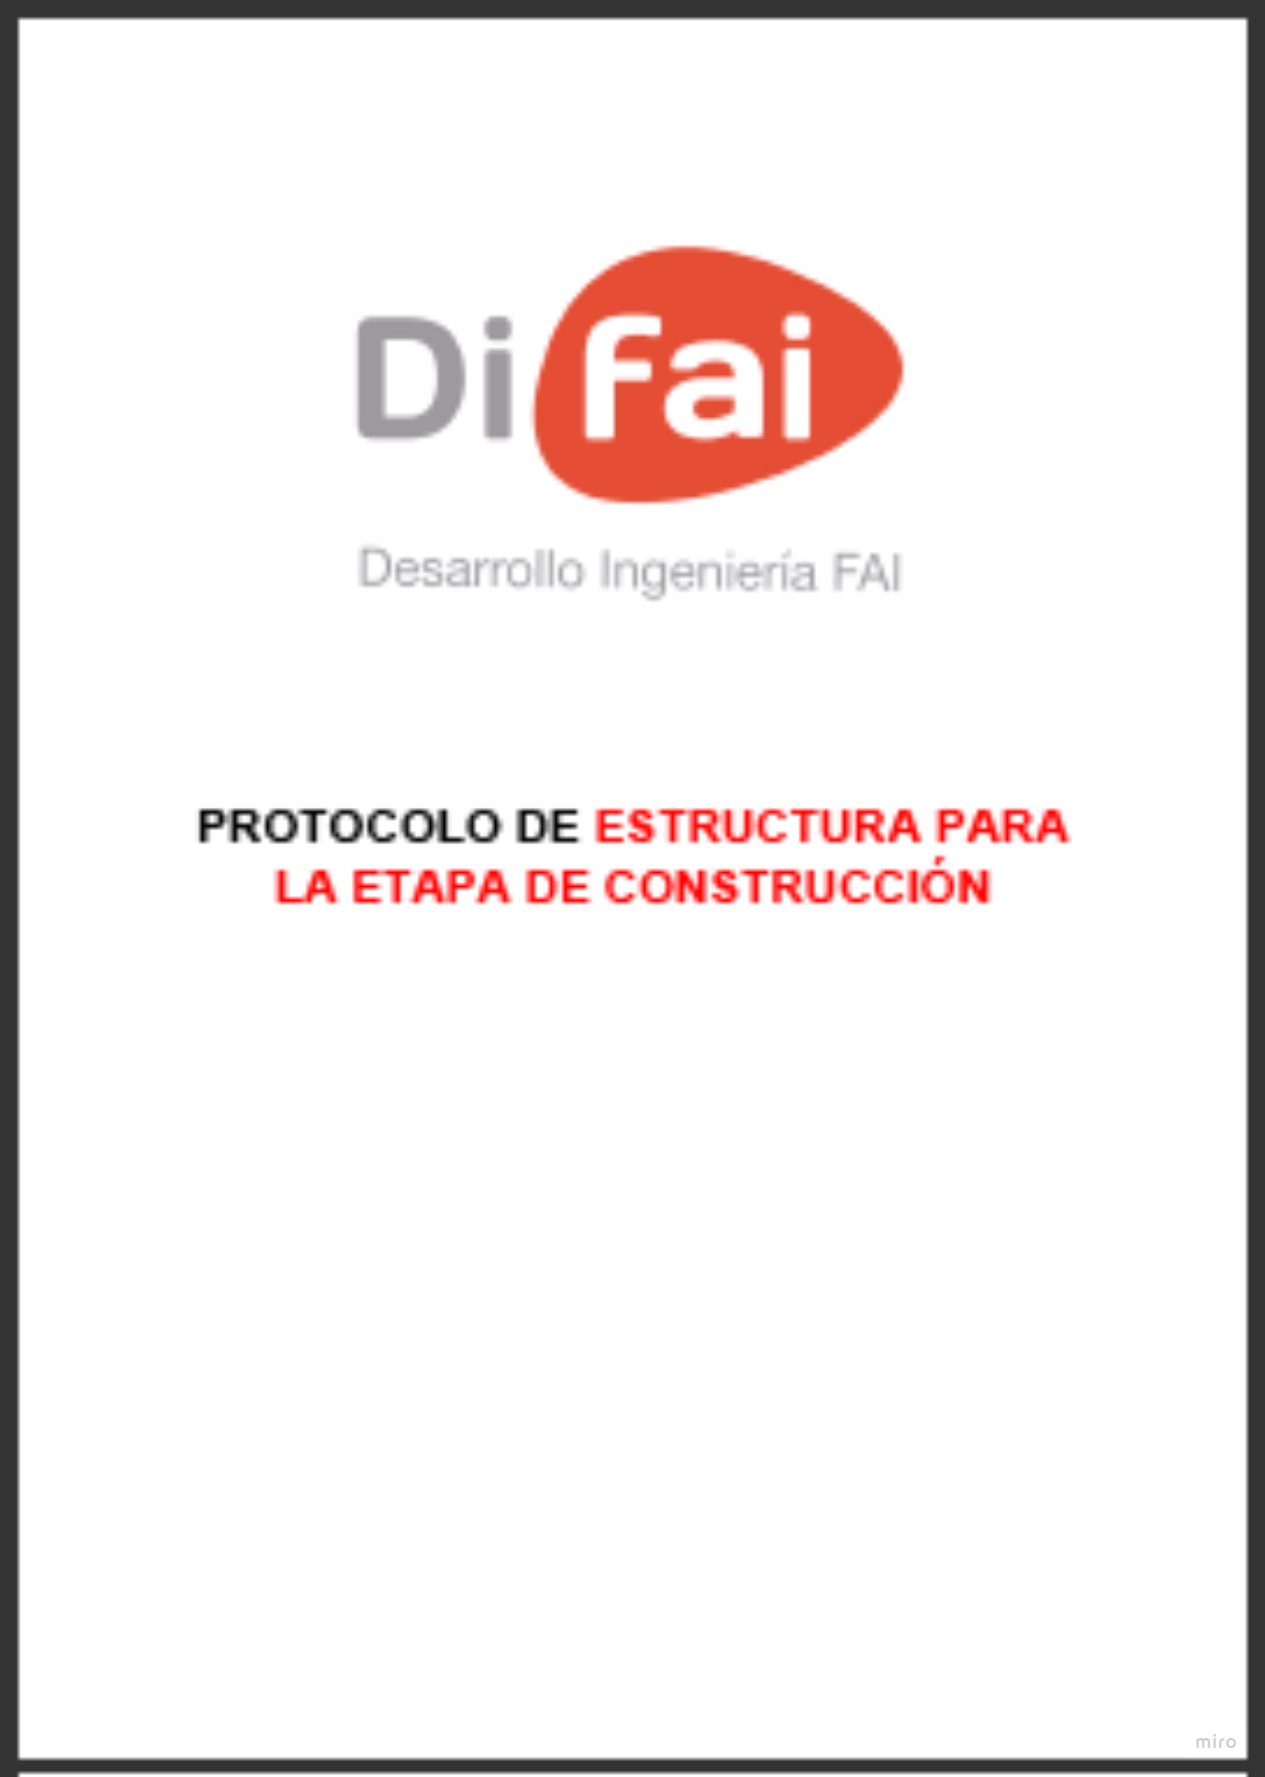 Di fai
Desarrollo Ingeniería FAI
PROTOCOLO DE ESTRUCTURA PARA
LA ETAPA DE CONSTRUCCIÓN
miro